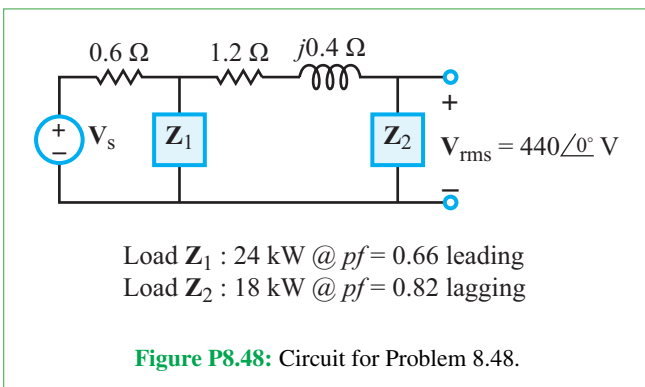 0.6 Ω 1.2 Ω j0.4 Ω
+
−
V_s Z_1 Z_2
+
V_rms = 440∠0° V
−
Load Z_1 : 24 kW @ pf = 0.66 leading
Load Z_2 : 18 kW @ pf = 0.82 lagging
Figure P8.48: Circuit for Problem 8.48.